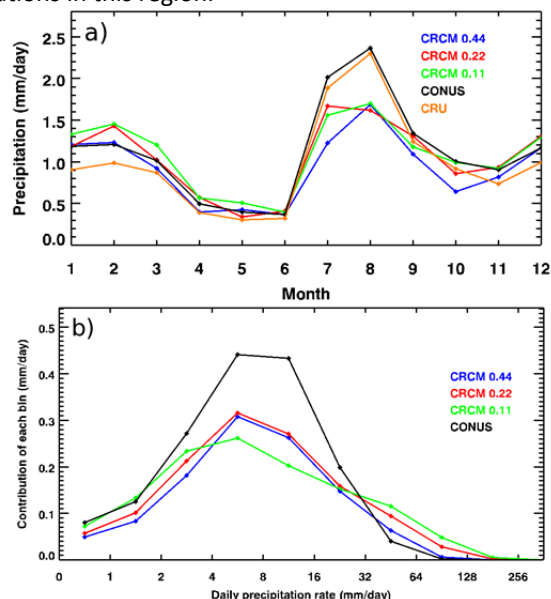 utions in this region.
a)
CRCM 0.44
CRCM 0.22
CRCM 0.11
CONUS
CRU
Precipitation (mm/day)
2.5
2.0
1.5
1.0
0.5
0.0
1 2 3 4 5 6 7 8 9 10 11 12
Month
b)
CRCM 0.44
CRCM 0.22
CRCM 0.11
CONUS
Contribution of each bin (mm/day)
0.5
0.4
0.3
0.2
0.1
0.0
0 1 2 4 8 16 32 64 128 256
Daily precipitation rate (mm/day)